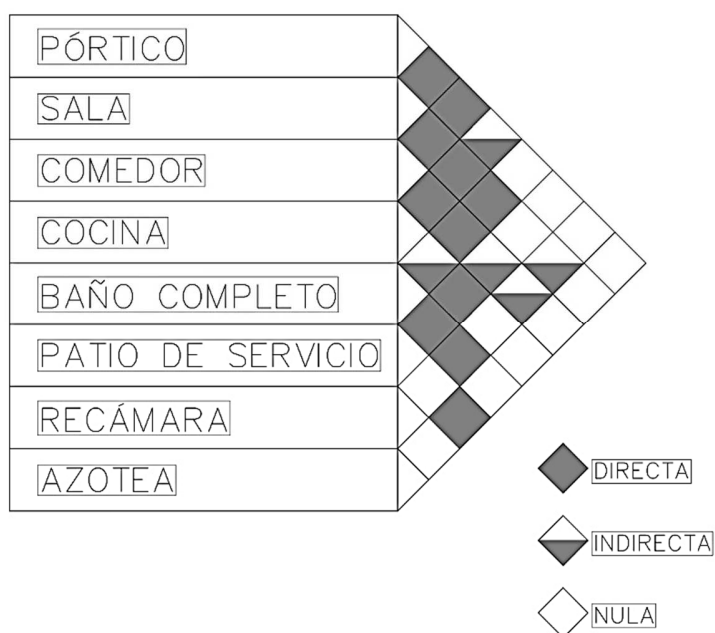 PÓRTICO
SALA
COMEDOR
COCINA
BAÑO COMPLETO
PATIO DE SERVICIO
RECÁMARA
AZOTEA
DIRECTA
INDIRECTA
NULA